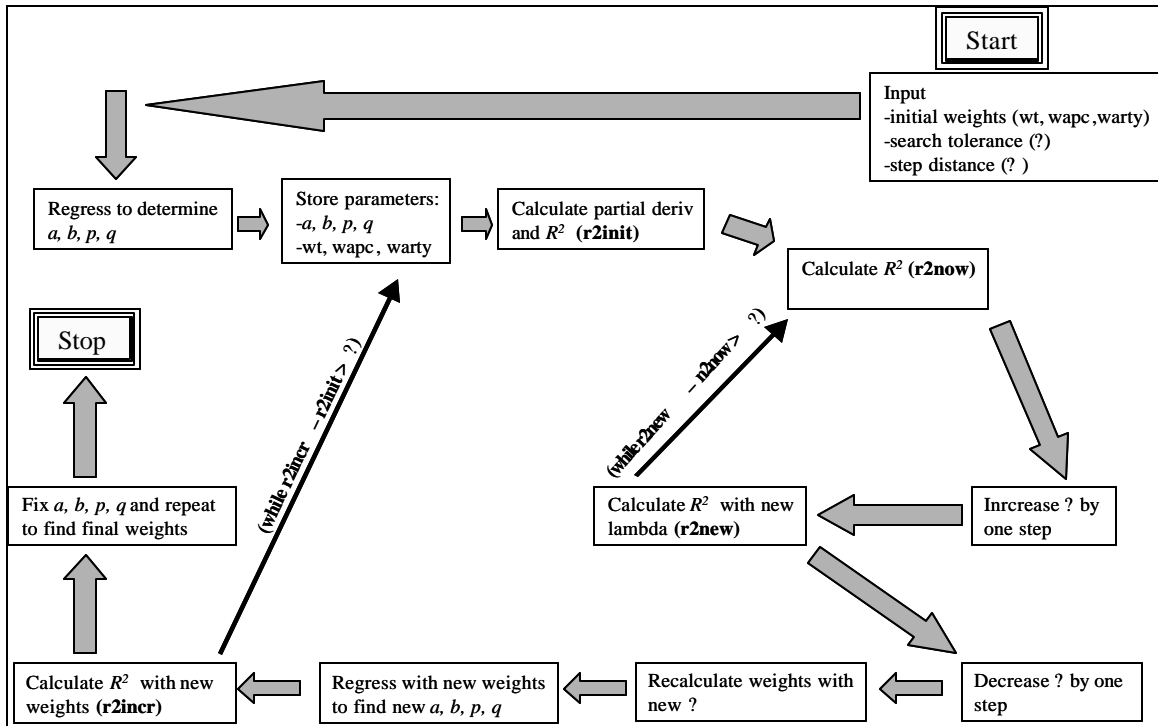 Start
Input
-initial weights (wt, wapc ,warty)
-search tolerance (?)
-step distance (? )
Regress to determine
a, b, p, q
Store parameters:
-a, b, p, q
-wt, wapc , warty
Calculate partial deriv
and R² (r2init)
Calculate R² (r2now)
Inrcrease ? by
one step
Calculate R² with new
lambda (r2new)
(while r2new – n2now> ?)
Decrease ? by one
step
Recalculate weights with
new ?
Regress with new weights
to find new a, b, p, q
Calculate R² with new
weights (r2incr)
(while r2incr – r2init> ?)
Fix a, b, p, q and repeat
to find final weights
Stop